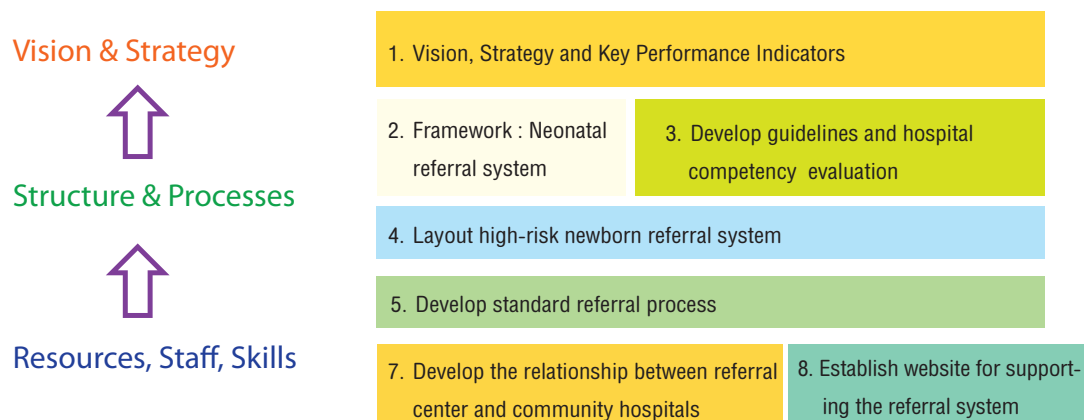 Vision & Strategy
Structure & Processes
Resources, Staff, Skills
1. Vision, Strategy and Key Performance Indicators
2. Framework : Neonatal
referral system
3. Develop guidelines and hospital
competency evaluation
4. Layout high-risk newborn referral system
5. Develop standard referral process
7. Develop the relationship between referral
center and community hospitals
8. Establish website for support-
ing the referral system